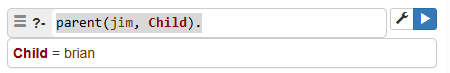 ?- parent(jim, Child).
Child = brian